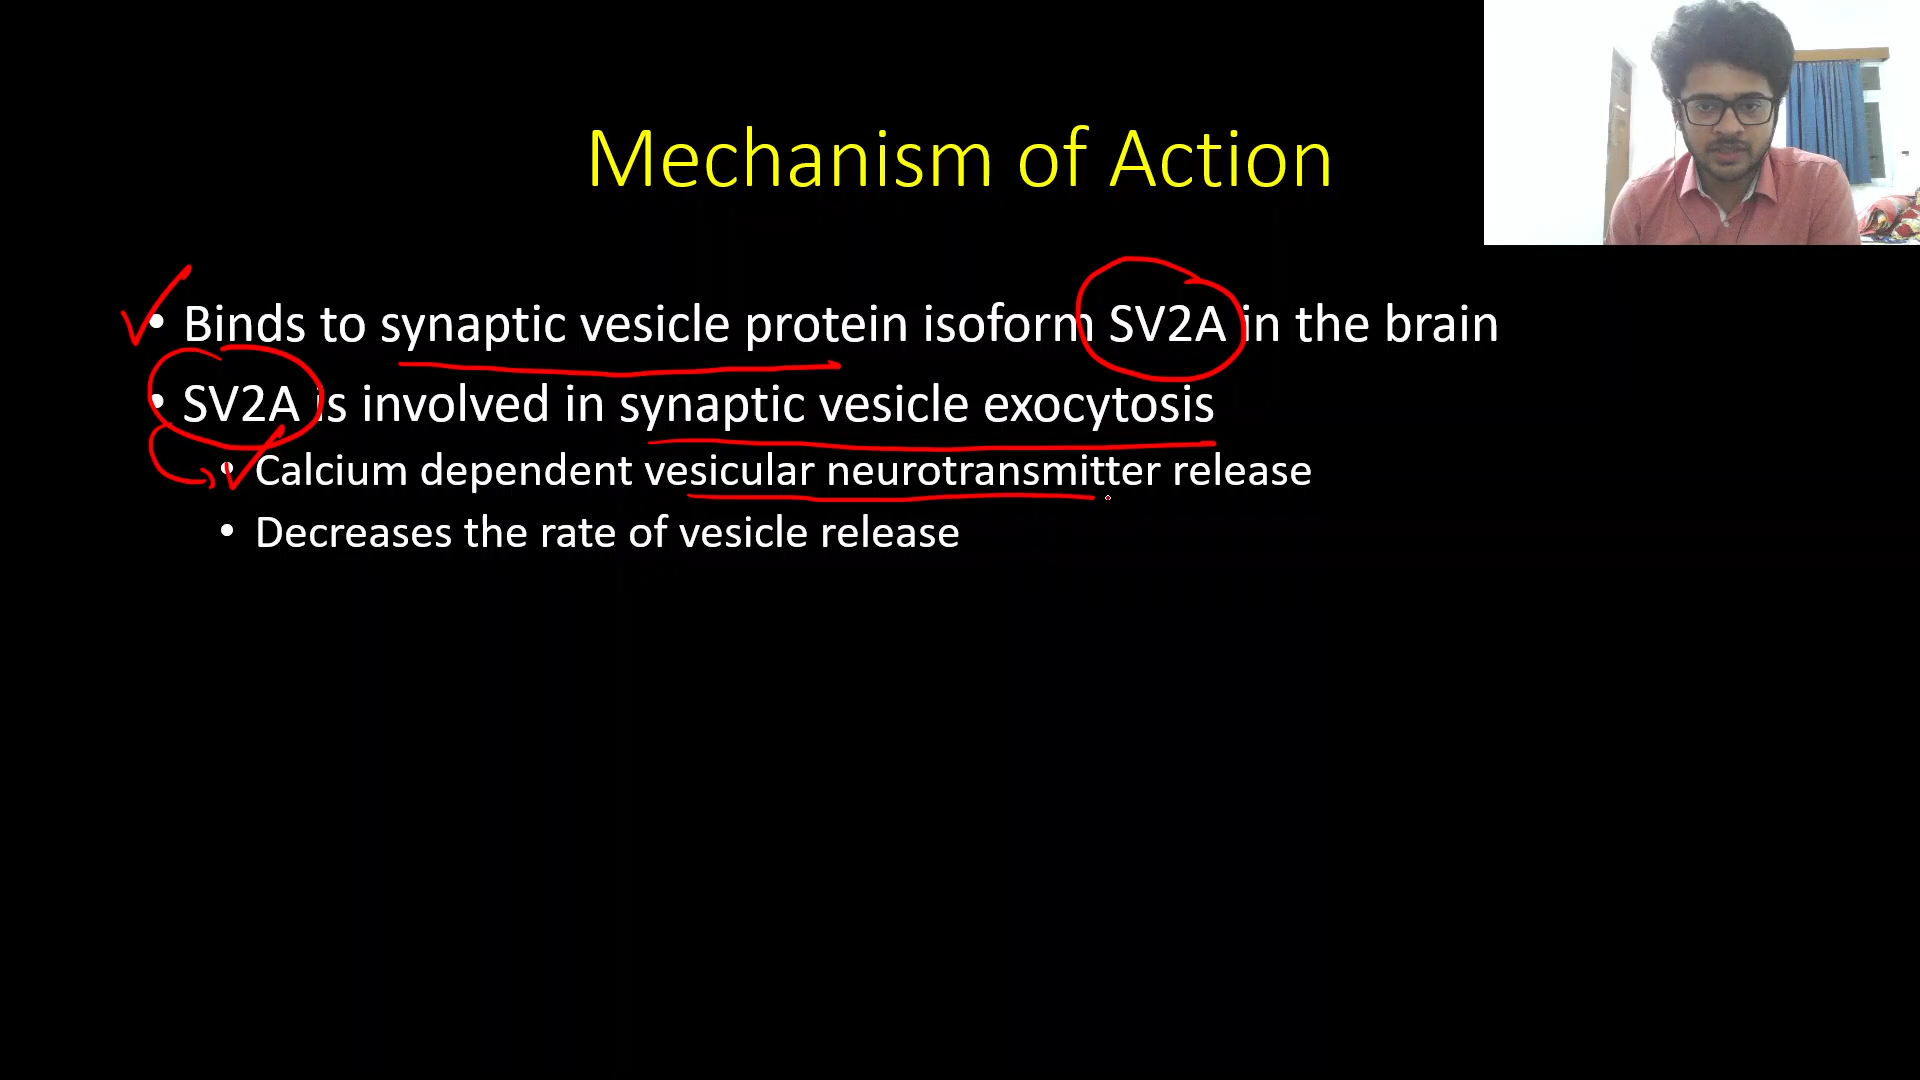 Mechanism of Action
• Binds to synaptic vesicle protein isoform SV2A in the brain
• SV2A is involved in synaptic vesicle exocytosis
• Calcium dependent vesicular neurotransmitter release
• Decreases the rate of vesicle release